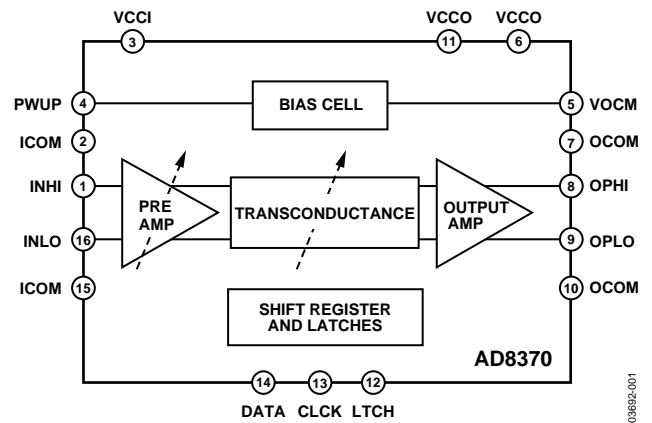 VCCI VCCO VCCO
3 11 6
PWUP 4 BIAS CELL 5 VOCM
ICOM 2 7 OCOM
INHI 1 8 OPHI
PRE AMP
TRANSCONDUCTANCE
OUTPUT AMP
INLO 16 9 OPLO
ICOM 15 10 OCOM
SHIFT REGISTER
AND LATCHES
AD8370
14 13 12
DATA CLCK LTCH
03692-001